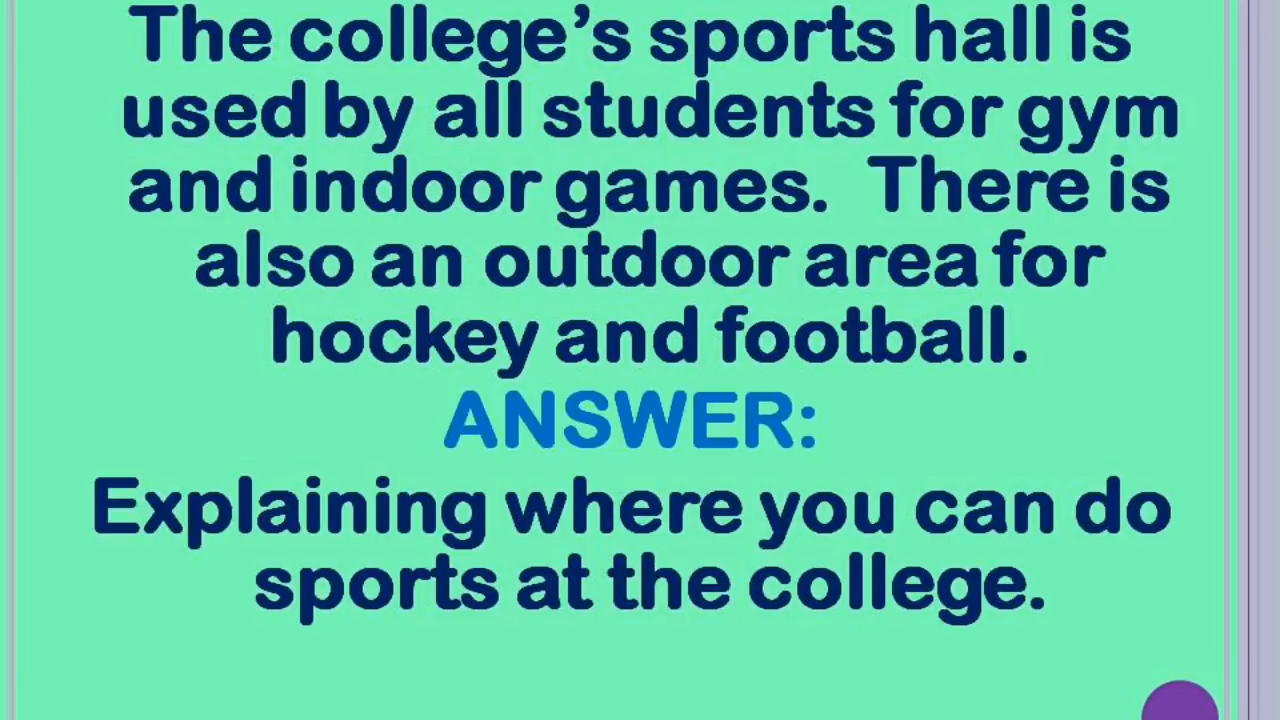 The college’s sports hall is
used by all students for gym
and indoor games.  There is
also an outdoor area for
hockey and football.
ANSWER:
Explaining where you can do
sports at the college.